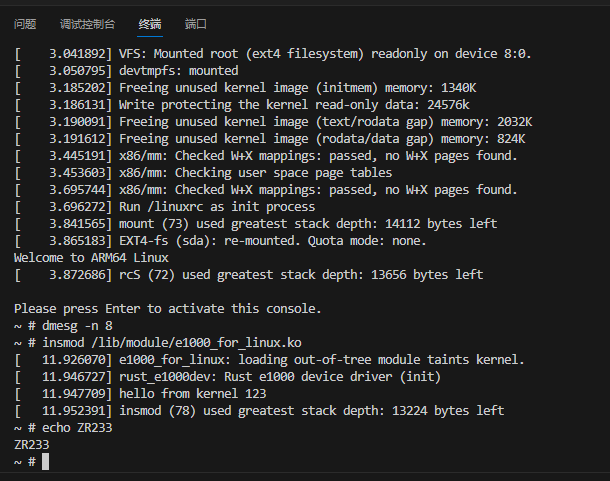 问题 调试控制台 终端 端口
[    3.041892] VFS: Mounted root (ext4 filesystem) readonly on device 8:0.
[    3.050795] devtmpfs: mounted
[    3.185202] Freeing unused kernel image (initmem) memory: 1340K
[    3.186131] Write protecting the kernel read-only data: 24576k
[    3.190091] Freeing unused kernel image (text/rodata gap) memory: 2032K
[    3.191612] Freeing unused kernel image (rodata/data gap) memory: 824K
[    3.445191] x86/mm: Checked W+X mappings: passed, no W+X pages found.
[    3.453603] x86/mm: Checking user space page tables
[    3.695744] x86/mm: Checked W+X mappings: passed, no W+X pages found.
[    3.696272] Run /linuxrc as init process
[    3.841565] mount (73) used greatest stack depth: 14112 bytes left
[    3.865183] EXT4-fs (sda): re-mounted. Quota mode: none.
Welcome to ARM64 Linux
[    3.872686] rcS (72) used greatest stack depth: 13656 bytes left
Please press Enter to activate this console.
~ # dmesg -n 8
~ # insmod /lib/module/e1000_for_linux.ko
[   11.926070] e1000_for_linux: loading out-of-tree module taints kernel.
[   11.946727] rust_e1000dev: Rust e1000 device driver (init)
[   11.947709] hello from kernel 123
[   11.952391] insmod (78) used greatest stack depth: 13224 bytes left
~ # echo ZR233
ZR233
~ #